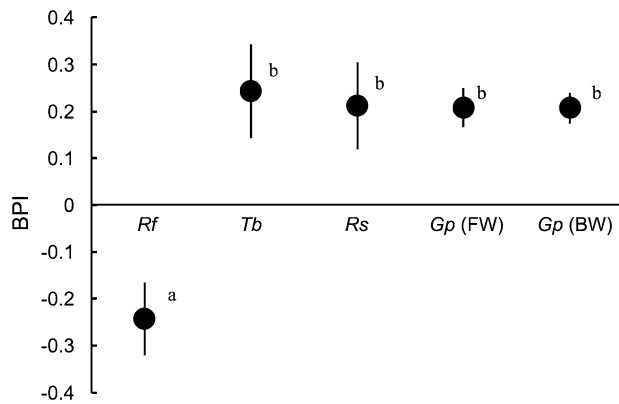 0.4
0.3
b
b
b
b
0.2
0.1
0
BPI
Rf
Tb
Rs
Gp (FW)
Gp (BW)
-0.1
a
-0.2
-0.3
-0.4